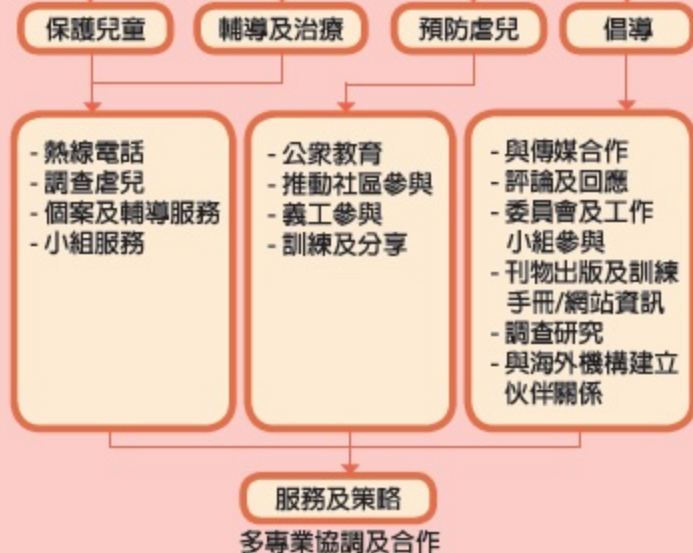 保護兒童
輔導及治療
預防虐兒
倡導
- 熱線電話
- 調查虐兒
- 個案及輔導服務
- 小組服務
- 公衆教育
- 推動社區參與
- 義工參與
- 訓練及分享
- 與傳媒合作
- 評論及回應
- 委員會及工作
小組參與
- 刊物出版及訓練
手冊/網站資訊
- 調查研究
- 與海外機構建立
伙伴關係
服務及策略
多專業協調及合作